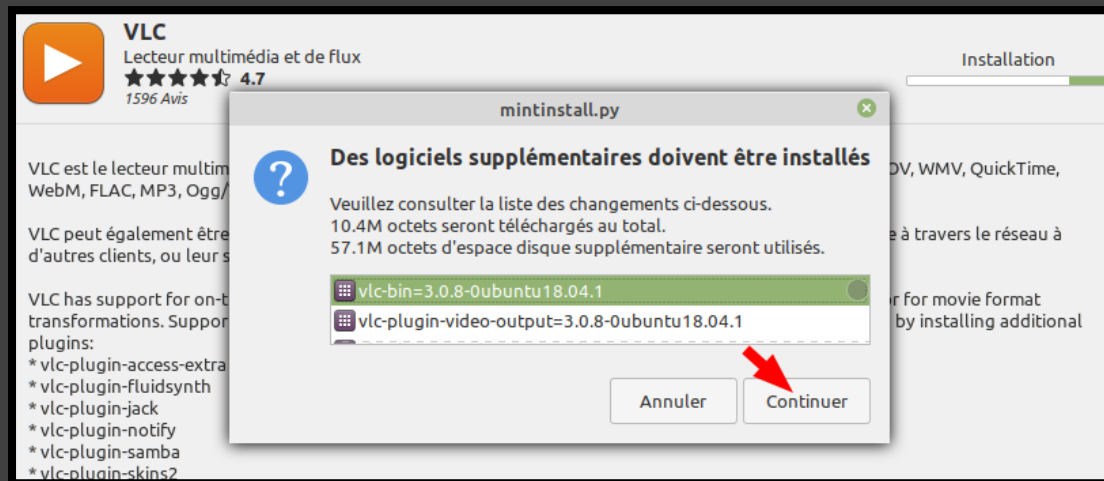 VLC
Lecteur multimédia et de flux
4.7
1596 Avis
Installation
mintinstall.py
Des logiciels supplémentaires doivent être installés
Veuillez consulter la liste des changements ci-dessous.
10.4M octets seront téléchargés au total.
57.1M octets d'espace disque supplémentaire seront utilisés.
vlc-bin=3.0.8-0ubuntu18.04.1
vlc-plugin-video-output=3.0.8-0ubuntu18.04.1
Annuler
Continuer
VLC est le lecteur multim
OV, WMV, QuickTime,
WebM, FLAC, MP3, Ogg/
VLC peut également être
e à travers le réseau à
d'autres clients, ou leur s
VLC has support for on-t
or for movie format
transformations. Suppor
by installing additional
plugins:
* vlc-plugin-access-extra
* vlc-plugin-fluidsynth
* vlc-plugin-jack
* vlc-plugin-notify
* vlc-plugin-samba
* vlc-plugin-skins2